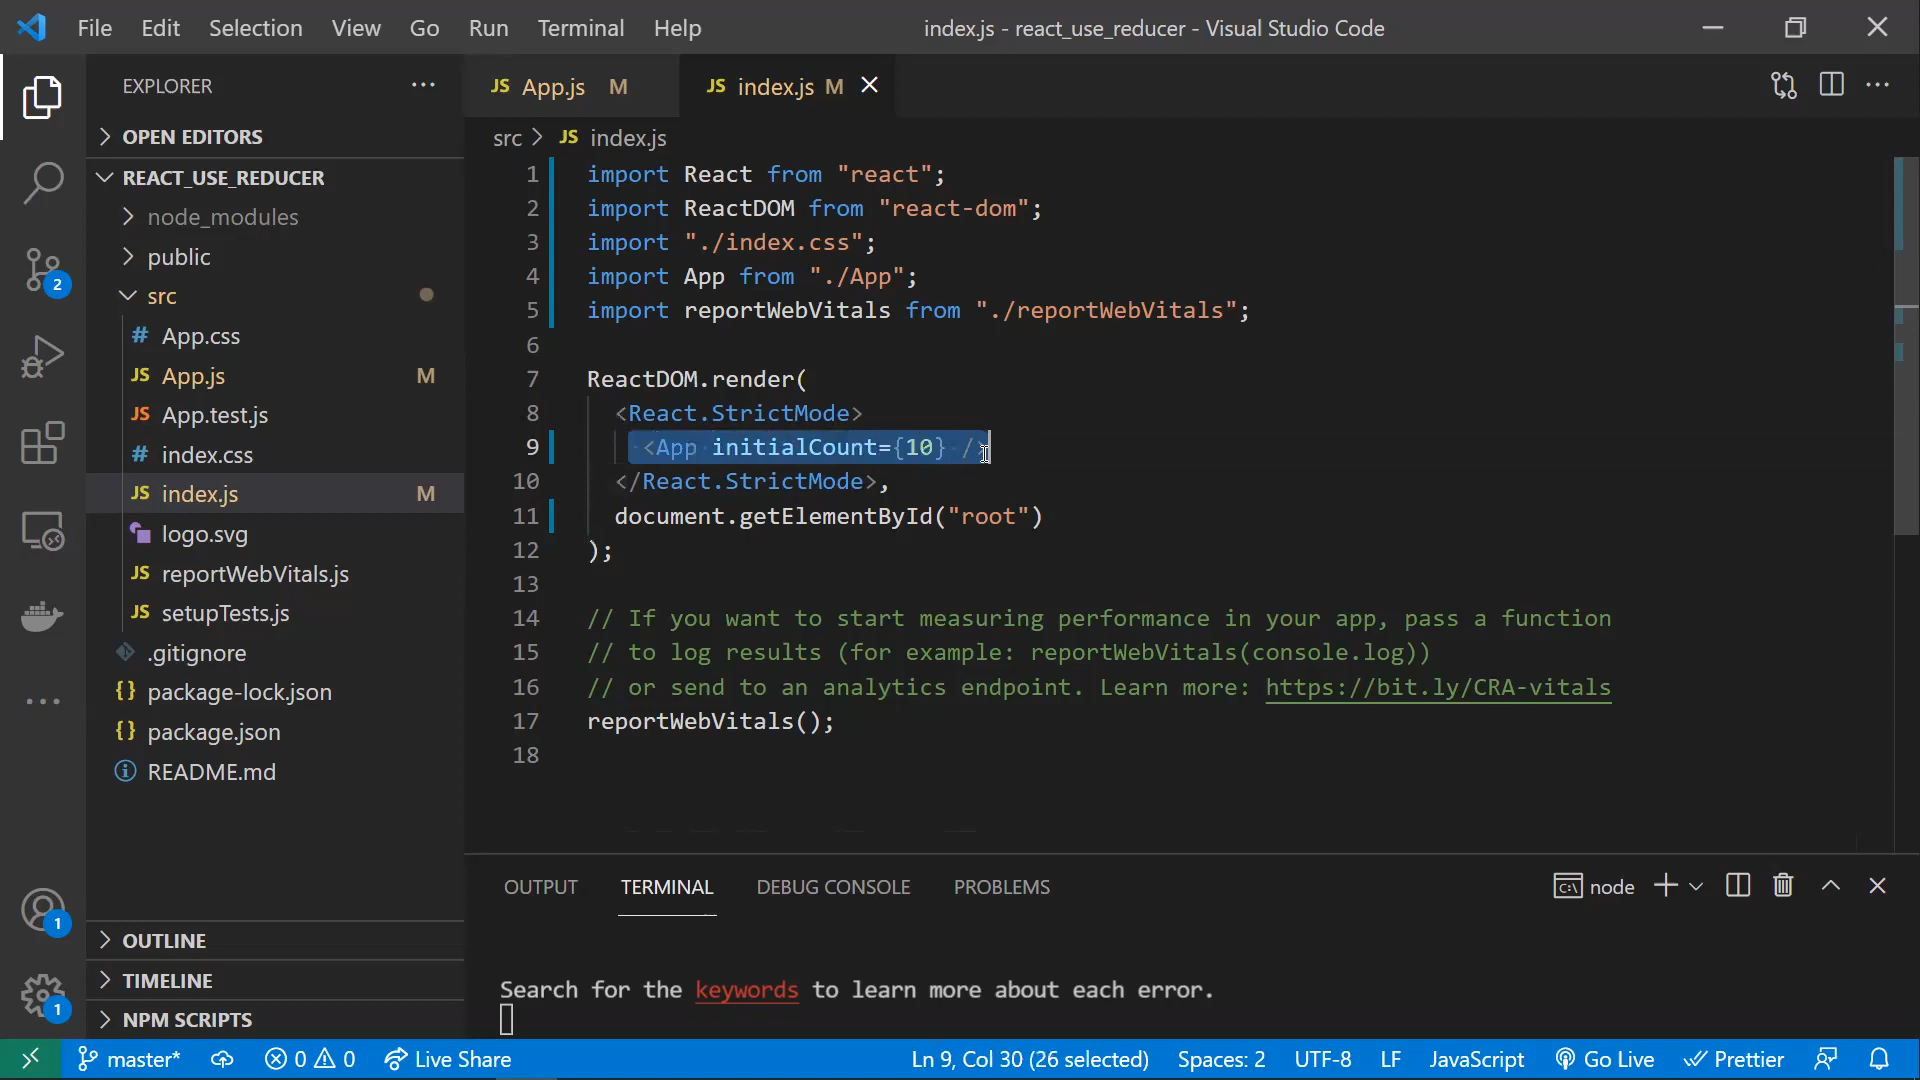 File Edit Selection View Go Run Terminal Help
index.js - react_use_reducer - Visual Studio Code
EXPLORER
OPEN EDITORS
REACT_USE_REDUCER
node_modules
public
src
# App.css
JS App.js M
JS App.test.js
# index.css
JS index.js M
logo.svg
JS reportWebVitals.js
JS setupTests.js
.gitignore
{} package-lock.json
{} package.json
README.md
OUTLINE
TIMELINE
NPM SCRIPTS
2
1
1
JS App.js M
JS index.js M
src > JS index.js
1 import React from "react";
2 import ReactDOM from "react-dom";
3 import "./index.css";
4 import App from "./App";
5 import reportWebVitals from "./reportWebVitals";
6
7 ReactDOM.render(
8 <React.StrictMode>
9 <App initialCount={10} />
10 </React.StrictMode>,
11 document.getElementById("root")
12 );
13
14 // If you want to start measuring performance in your app, pass a function
15 // to log results (for example: reportWebVitals(console.log))
16 // or send to an analytics endpoint. Learn more: https://bit.ly/CRA-vitals
17 reportWebVitals();
18
OUTPUT TERMINAL DEBUG CONSOLE PROBLEMS
node
Search for the keywords to learn more about each error.
master* 0 0 Live Share
Ln 9, Col 30 (26 selected) Spaces: 2 UTF-8 LF JavaScript Go Live Prettier